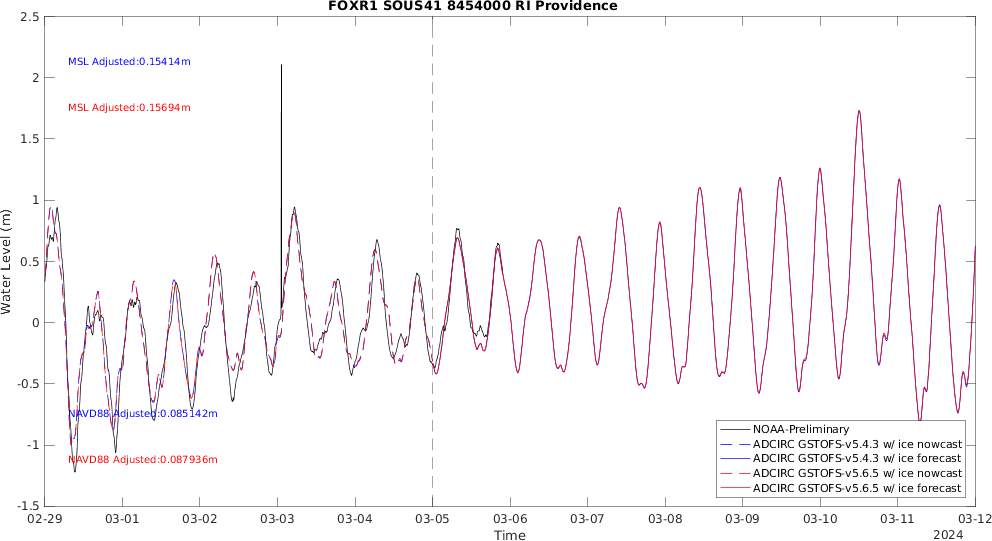 FOXR1 SOUS41 8454000 RI Providence
2.5
2
1.5
1
0.5
0
-0.5
-1
-1.5
Water Level (m)
MSL Adjusted:0.15414m
MSL Adjusted:0.15694m
NAVD88 Adjusted:0.085142m
NAVD88 Adjusted:0.087936m
NOAA-Preliminary
ADCIRC GSTOFS-v5.4.3 w/ ice nowcast
ADCIRC GSTOFS-v5.4.3 w/ ice forecast
ADCIRC GSTOFS-v5.6.5 w/ ice nowcast
ADCIRC GSTOFS-v5.6.5 w/ ice forecast
02-29 03-01 03-02 03-03 03-04 03-05 03-06 03-07 03-08 03-09 03-10 03-11 03-12
Time
2024